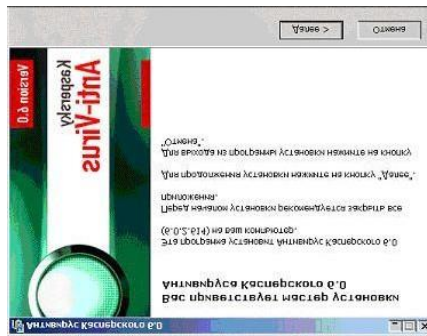 Антивирус Касперского 6.0
Вас приветствует мастер установки
Антивируса Касперского 6.0
Эта программа установит Антивирус Касперского 6.0
(6.0.2.614) на ваш компьютер.
Перед началом установки рекомендуется закрыть все
приложения.
Для продолжения установки нажмите на кнопку "Далее".
Для выхода из программы установки нажмите на кнопку
"Отмена".
Kaspersky
Anti-Virus
Version 6.0
Далее >
Отмена